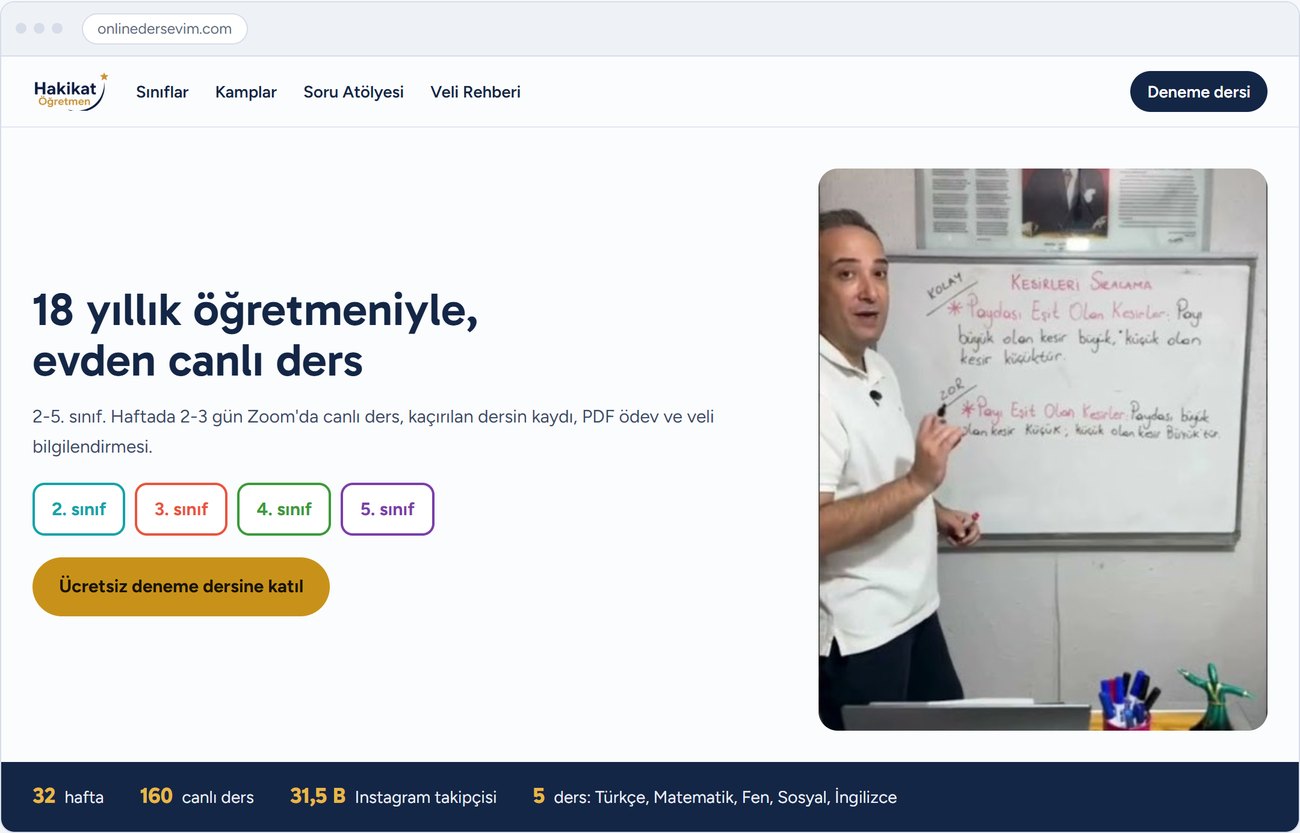 onlinedersevim.com
Hakikat
Öğretmen
Sınıflar
Kamplar
Soru Atölyesi
Veli Rehberi
Deneme dersi
18 yıllık öğretmeniyle,
evden canlı ders
2-5. sınıf. Haftada 2-3 gün Zoom'da canlı ders, kaçırılan dersin kaydı, PDF ödev ve veli
bilgilendirmesi.
2. sınıf
3. sınıf
4. sınıf
5. sınıf
Ücretsiz deneme dersine katıl
KOLAY
KESİRLERİ SIRALAMA
* Paydası Eşit Olan Kesirler: Payı
büyük olan kesir büyük, küçük olan
kesir küçüktür.
ZOR
* Payı Eşit Olan Kesirler: Paydası büyük
olan kesir Küçük; küçük olan kesir Büyüktür.
32 hafta
160 canlı ders
31,5 B Instagram takipçisi
5 ders: Türkçe, Matematik, Fen, Sosyal, İngilizce